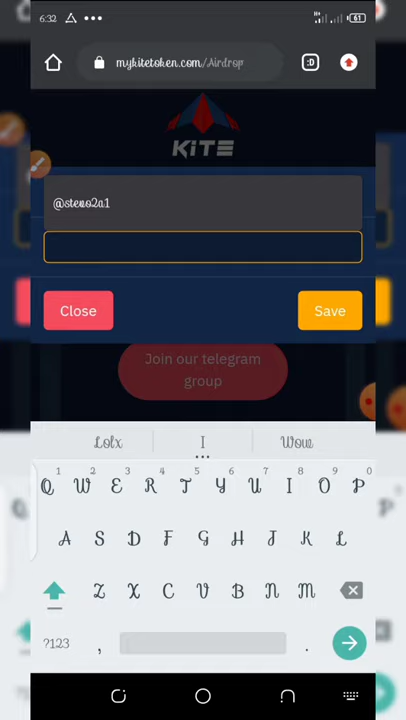 6:32
61
mykitetoken.com/Airdrop
:D
KiTE
@steno2a1
Close Save
Join our telegram
group
Lolx I Wow
1 2 3 4 5 6 7 8 9 0
Q W E R T Y U I O P
A S D F G H J K L
Z X C V B N M
?123 , .